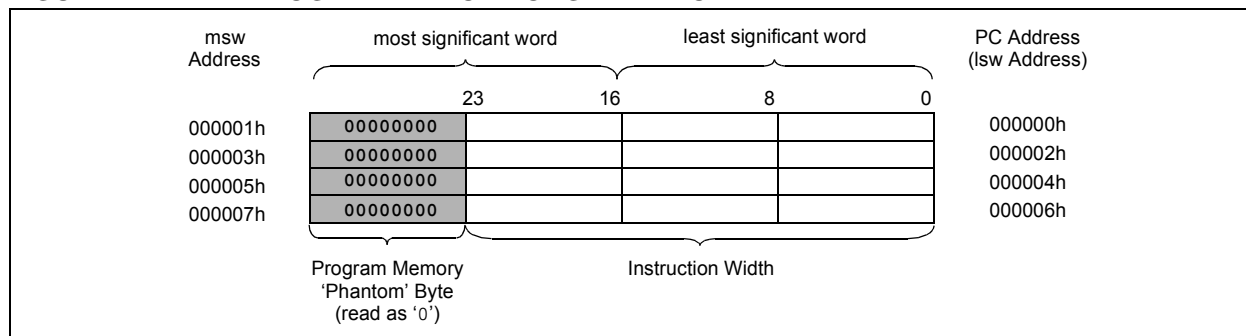 msw Address
most significant word
least significant word
PC Address (lsw Address)
23 16 8 0
000001h 00000000 000000h
000003h 00000000 000002h
000005h 00000000 000004h
000007h 00000000 000006h
Program Memory
'Phantom' Byte
(read as '0')
Instruction Width